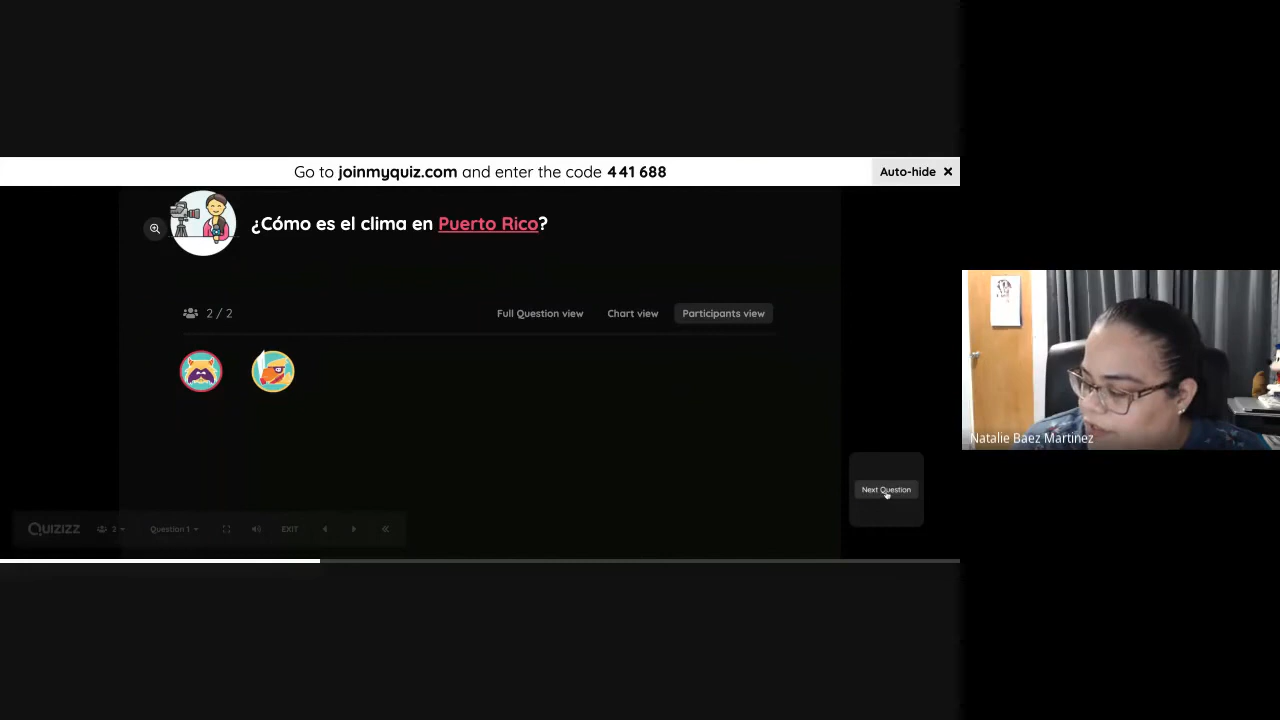 Go to joinmyquiz.com and enter the code 441 688
Auto-hide ×
¿Cómo es el clima en Puerto Rico?
2 / 2
Full Question view
Chart view
Participants view
Natalie Baez Martinez
Next Question
QUIZIZZ
2
Question 1
EXIT